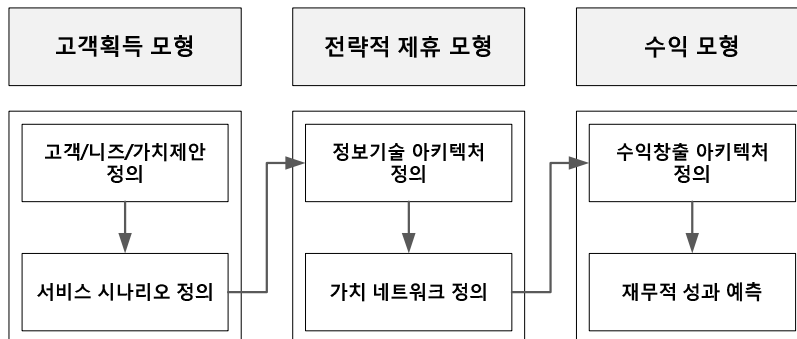 고객획득 모형
전략적 제휴 모형
수익 모형
고객/니즈/가치제안
정의
서비스 시나리오 정의
정보기술 아키텍처
정의
가치 네트워크 정의
수익창출 아키텍처
정의
재무적 성과 예측